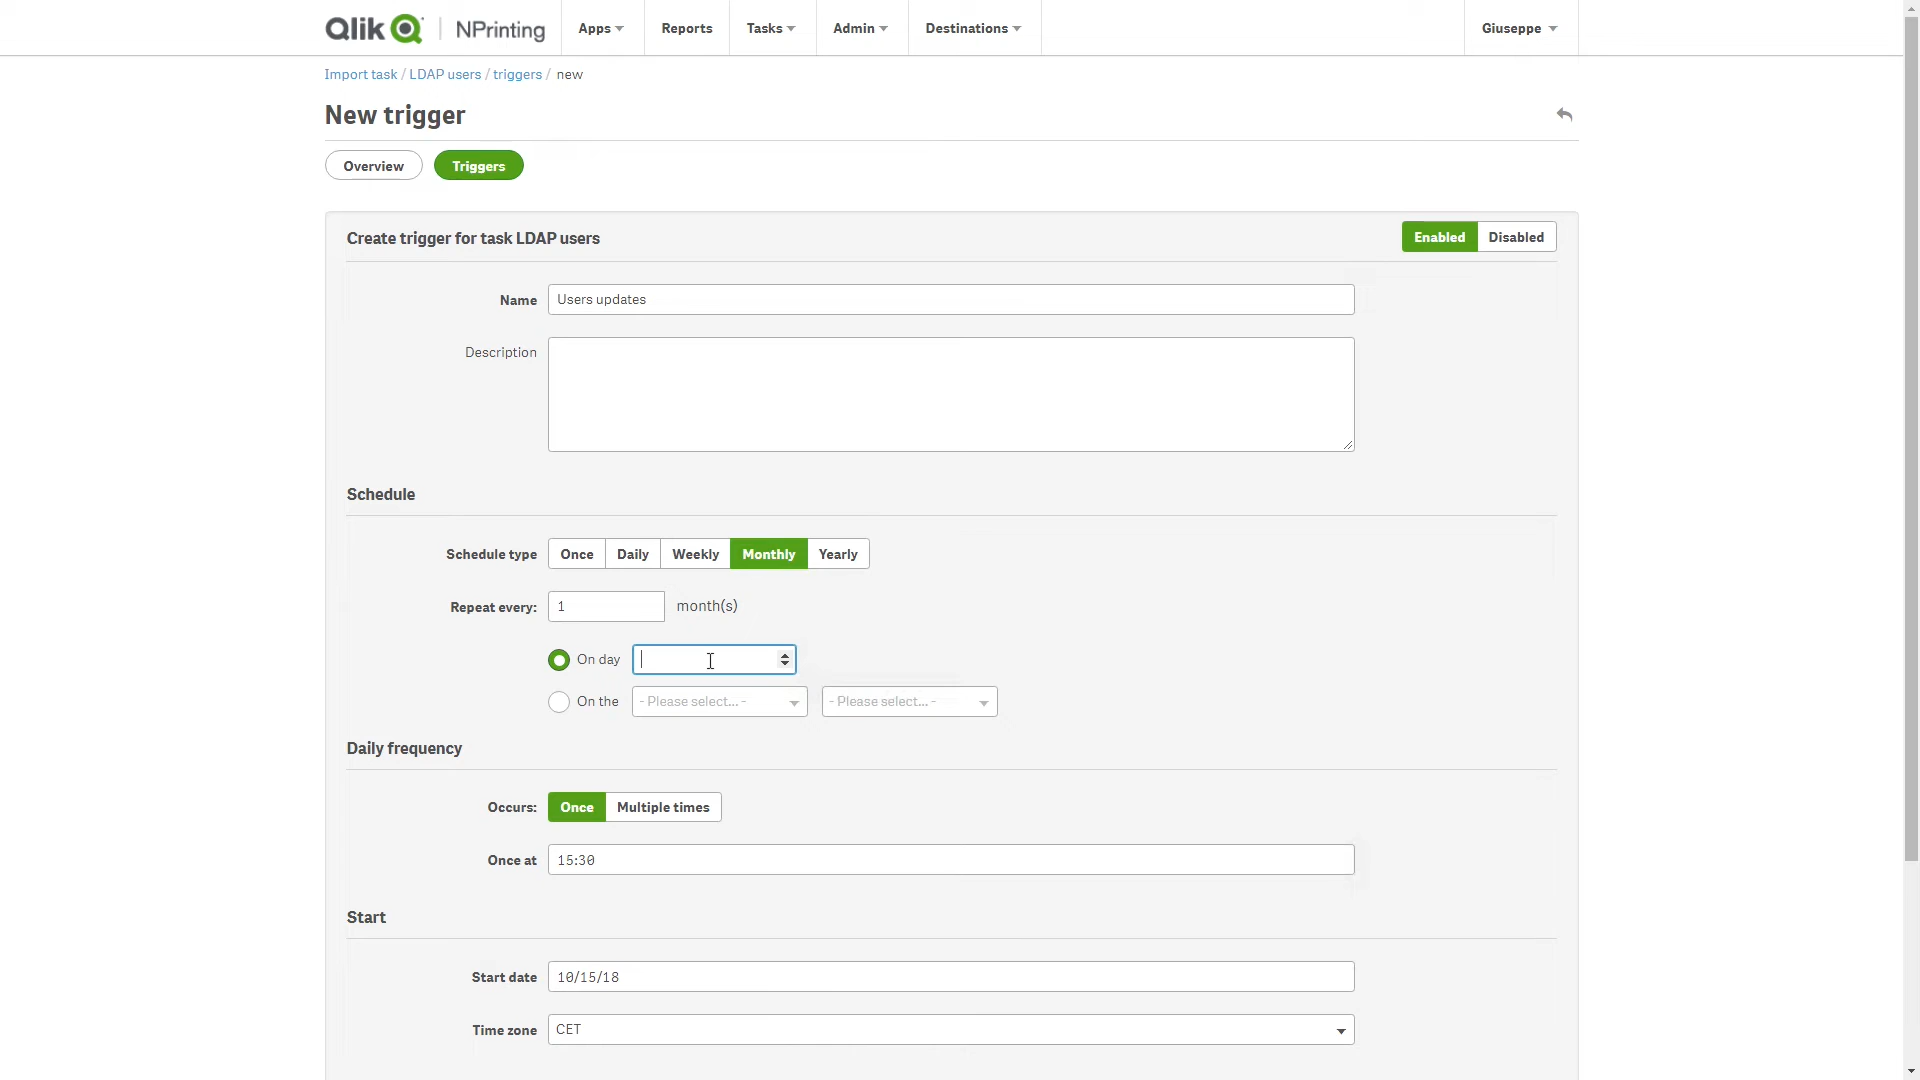 Qlik | NPrinting Apps Reports Tasks Admin Destinations Giuseppe
Import task / LDAP users / triggers / new
New trigger
Overview Triggers
Create trigger for task LDAP users Enabled Disabled
Name Users updates
Description
Schedule
Schedule type Once Daily Weekly Monthly Yearly
Repeat every: 1 month(s)
On day
On the - Please select... - - Please select... -
Daily frequency
Occurs: Once Multiple times
Once at 15:30
Start
Start date 10/15/18
Time zone CET